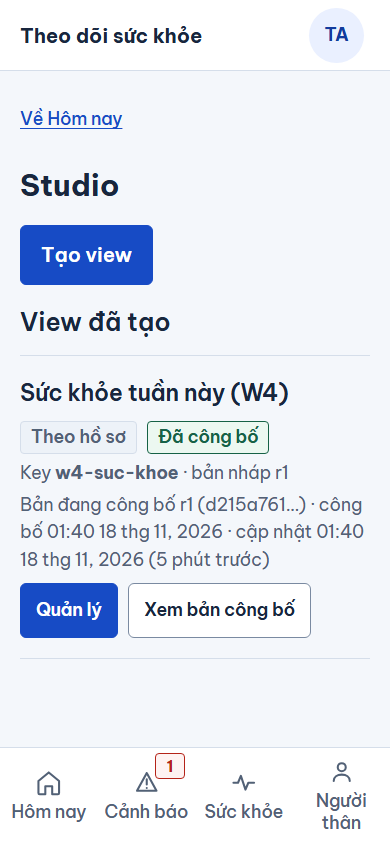 Theo dõi sức khỏe
TA
Về Hôm nay
Studio
Tạo view
View đã tạo
Sức khỏe tuần này (W4)
Theo hồ sơ
Đã công bố
Key w4-suc-khoe · bản nháp r1
Bản đang công bố r1 (d215a761...) · công
bố 01:40 18 thg 11, 2026 · cập nhật 01:40
18 thg 11, 2026 (5 phút trước)
Quản lý
Xem bản công bố
1
Hôm nay
Cảnh báo
Sức khỏe
Người
thân